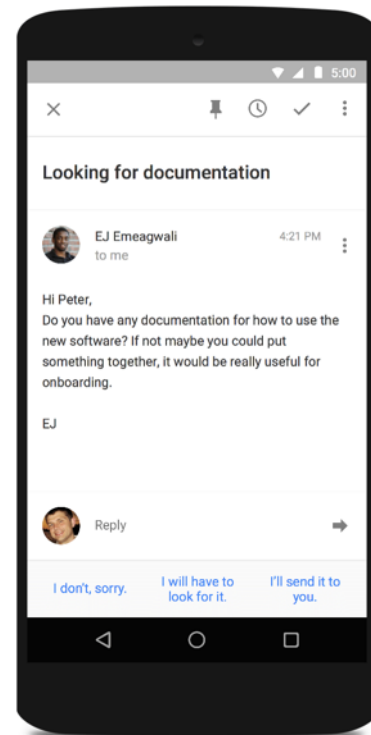 5:00
Looking for documentation
EJ Emeagwali
4:21 PM
to me
Hi Peter,
Do you have any documentation for how to use the
new software? If not maybe you could put
something together, it would be really useful for
onboarding.
EJ
Reply
I don't, sorry.
I will have to
look for it.
I'll send it to
you.